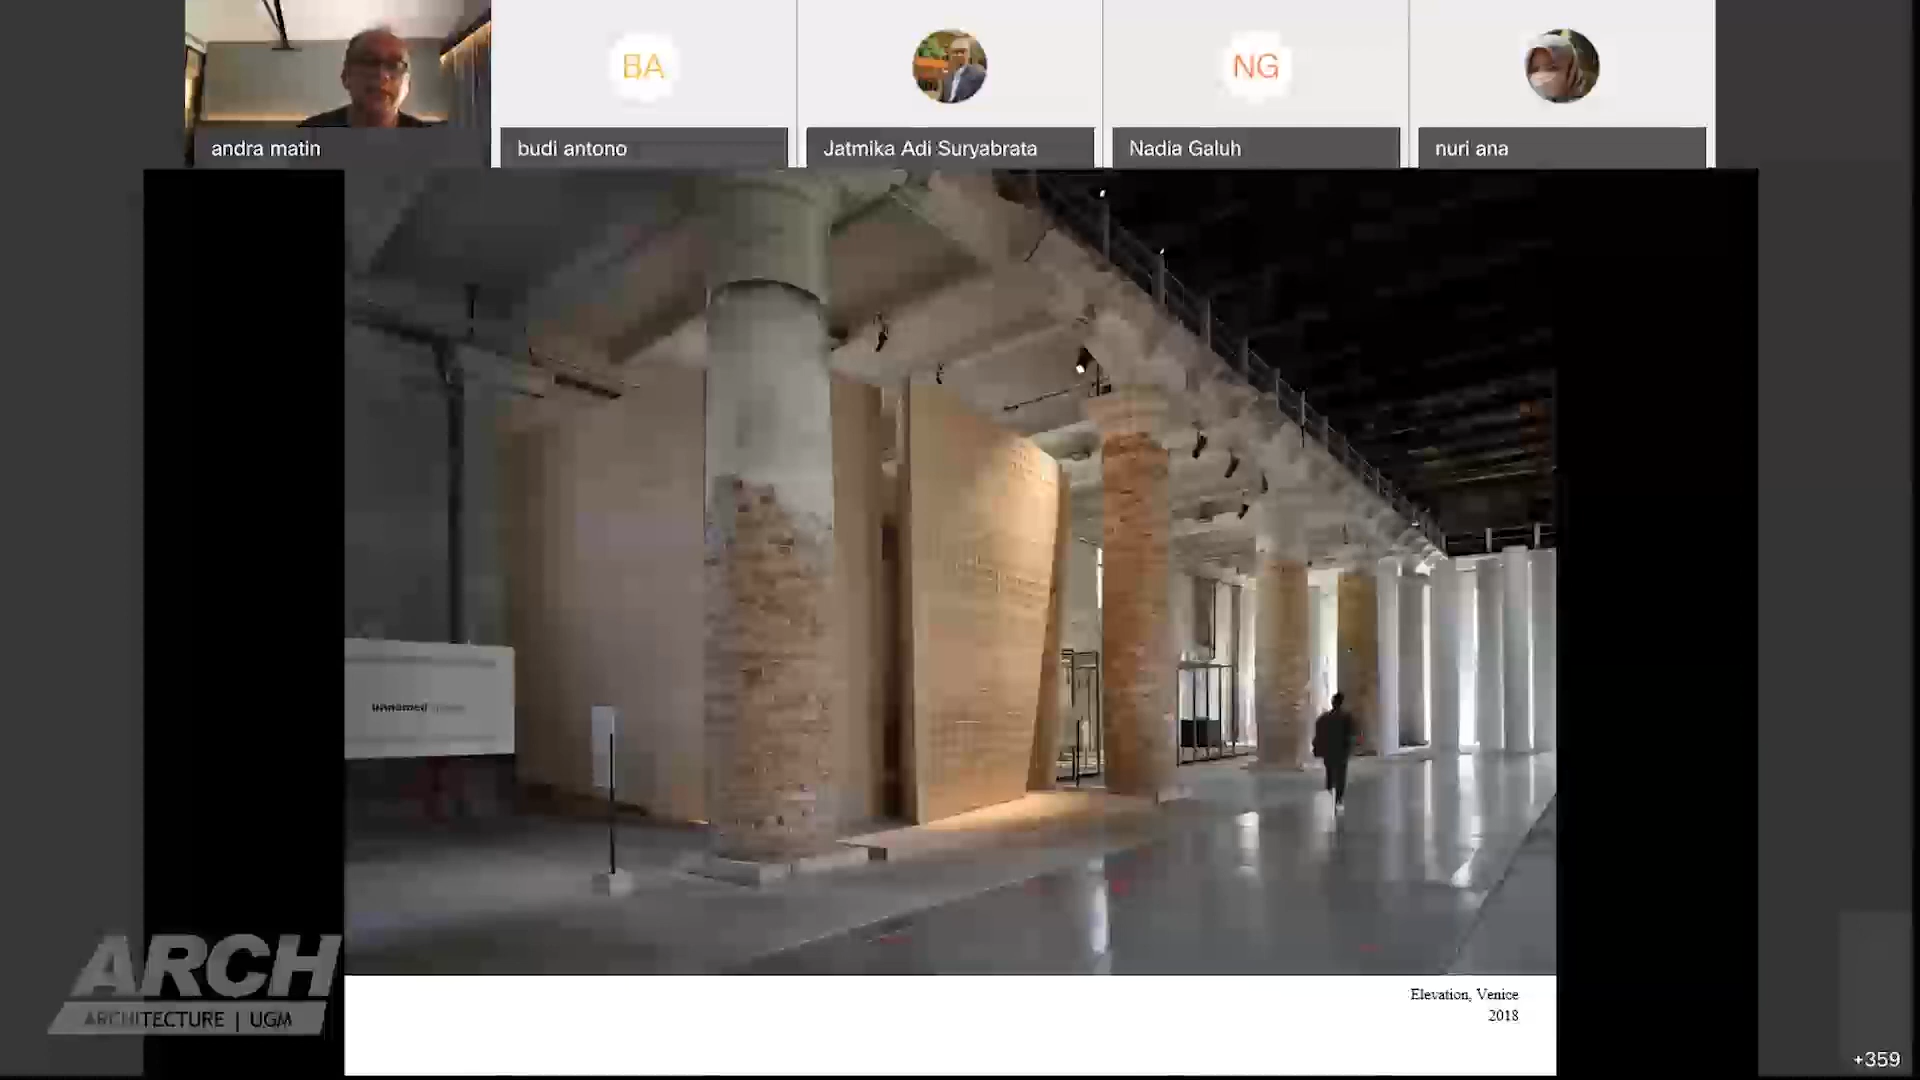 BA
NG
andra matin
budi antono
Jatmika Adi Suryabrata
Nadia Galuh
nuri ana
unnamed
ARCH
ARCHITECTURE | UGM
Elevation, Venice
2018
+359